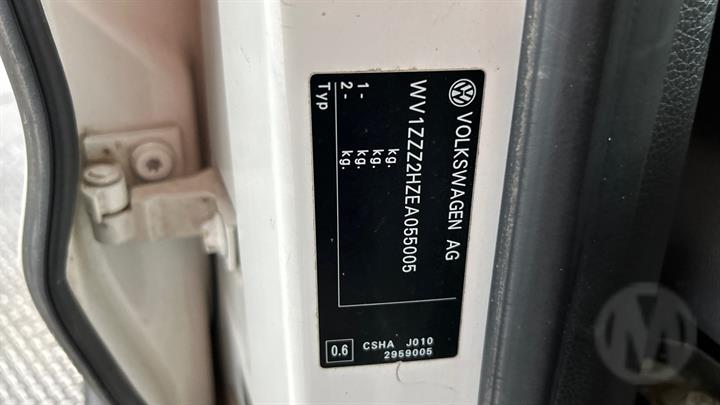 VOLKSWAGEN AG
WV1ZZZ2HZEA055005
kg.
kg.
1- kg.
2- kg.
Typ
0.6 CSHA J010
2959005
M